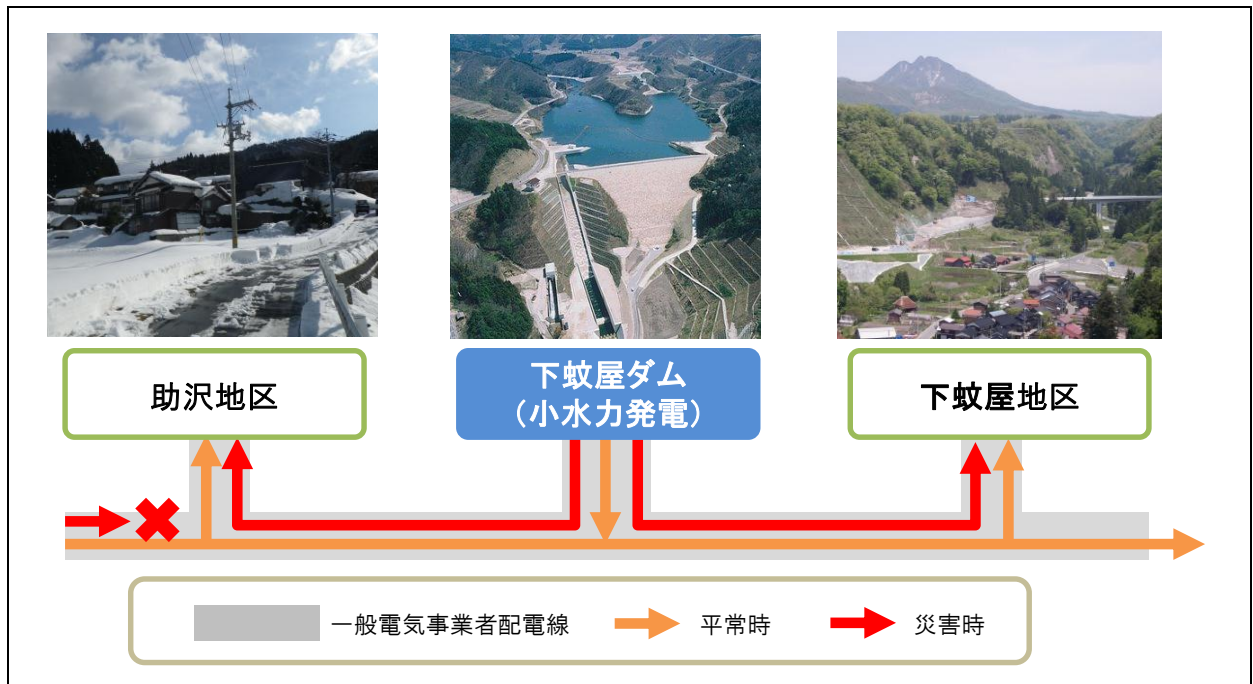 助沢地区
下蚊屋ダム
（小水力発電）
下蚊屋地区
一般電気事業者配電線
平常時
災害時